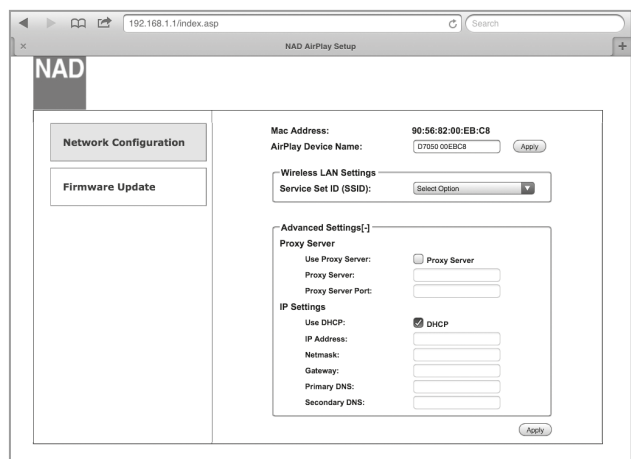 192.168.1.1/index.asp
Search
× NAD AirPlay Setup +
NAD
Network Configuration
Firmware Update
Mac Address: 90:56:82:00:EB:C8
AirPlay Device Name: D7050 00EBC8 Apply
Wireless LAN Settings
Service Set ID (SSID): Select Option
Advanced Settings[-]
Proxy Server
Use Proxy Server: Proxy Server
Proxy Server:
Proxy Server Port:
IP Settings
Use DHCP: DHCP
IP Address:
Netmask:
Gateway:
Primary DNS:
Secondary DNS:
Apply